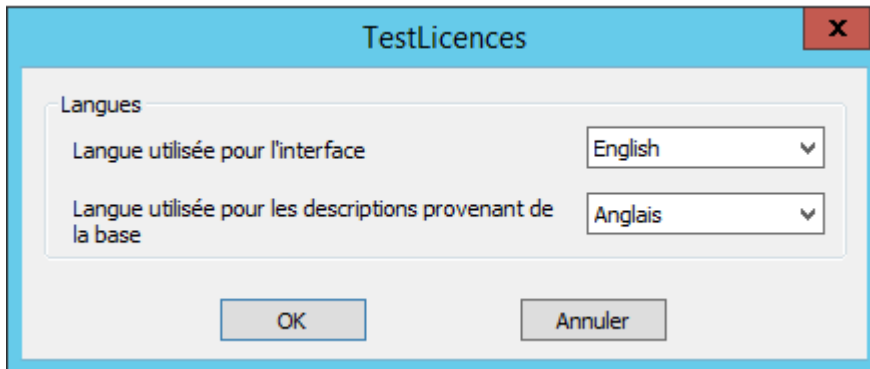 TestLicences
x
Langues
Langue utilisée pour l'interface
English
Langue utilisée pour les descriptions provenant de
la base
Anglais
OK
Annuler